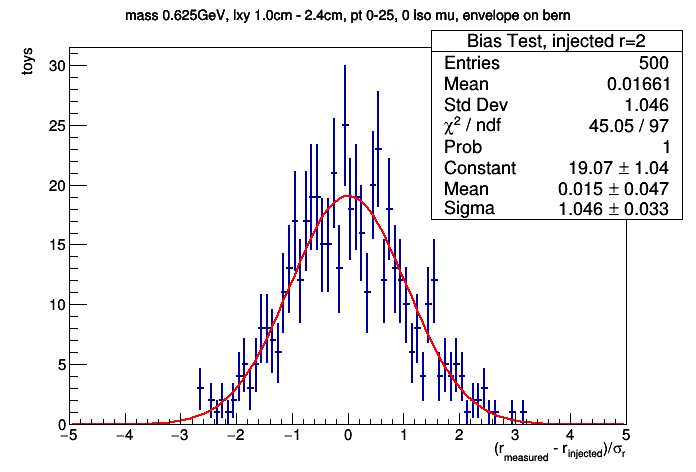 mass 0.625GeV, lxy 1.0cm - 2.4cm, pt 0-25, 0 Iso mu, envelope on bern
Bias Test, injected r=2
Entries 500
Mean 0.01661
Std Dev 1.046
χ² / ndf 45.05 / 97
Prob 1
Constant 19.07 ± 1.04
Mean 0.015 ± 0.047
Sigma 1.046 ± 0.033
toys
30
25
20
15
10
5
0
−5 −4 −3 −2 −1 0 1 2 3 4 5
(r_measured - r_injected)/σ_r